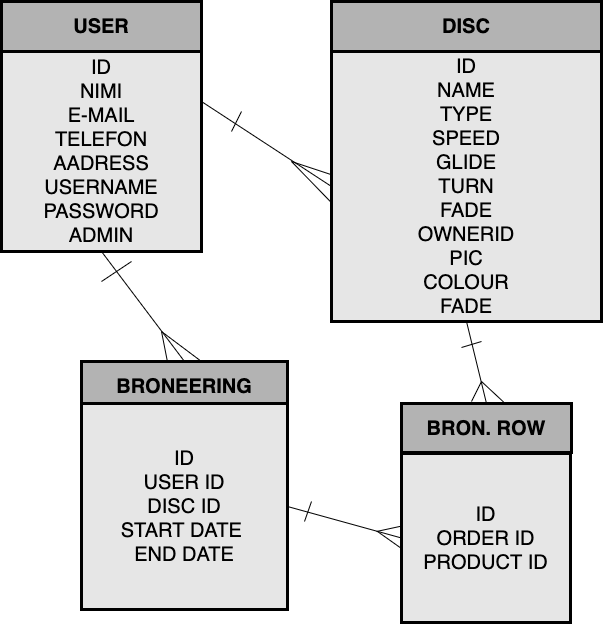 USER
ID
NIMI
E-MAIL
TELEFON
AADRESS
USERNAME
PASSWORD
ADMIN
DISC
ID
NAME
TYPE
SPEED
GLIDE
TURN
FADE
OWNERID
PIC
COLOUR
FADE
BRONEERING
ID
USER ID
DISC ID
START DATE
END DATE
BRON. ROW
ID
ORDER ID
PRODUCT ID